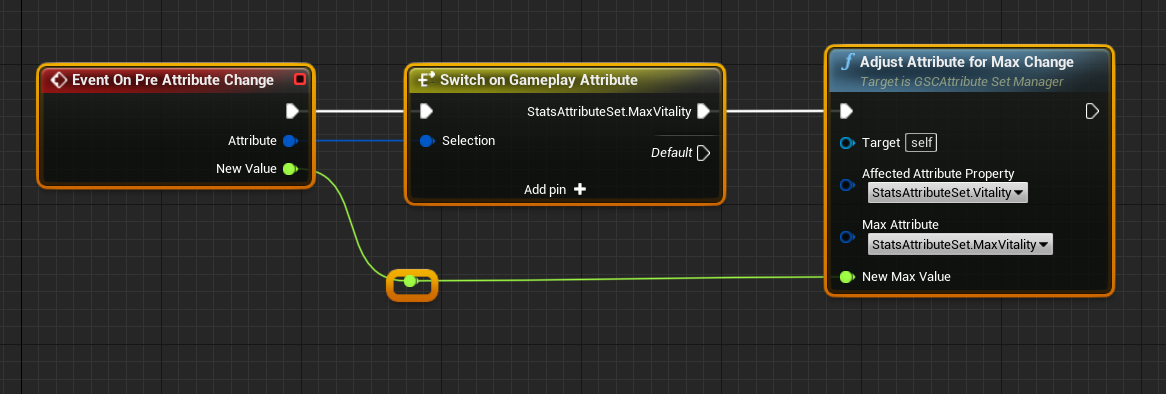 Event On Pre Attribute Change
Attribute
New Value
Switch on Gameplay Attribute
StatsAttributeSet.MaxVitality
Selection
Default
Add pin
Adjust Attribute for Max Change
Target is GSCAttribute Set Manager
Target self
Affected Attribute Property
StatsAttributeSet.Vitality
Max Attribute
StatsAttributeSet.MaxVitality
New Max Value